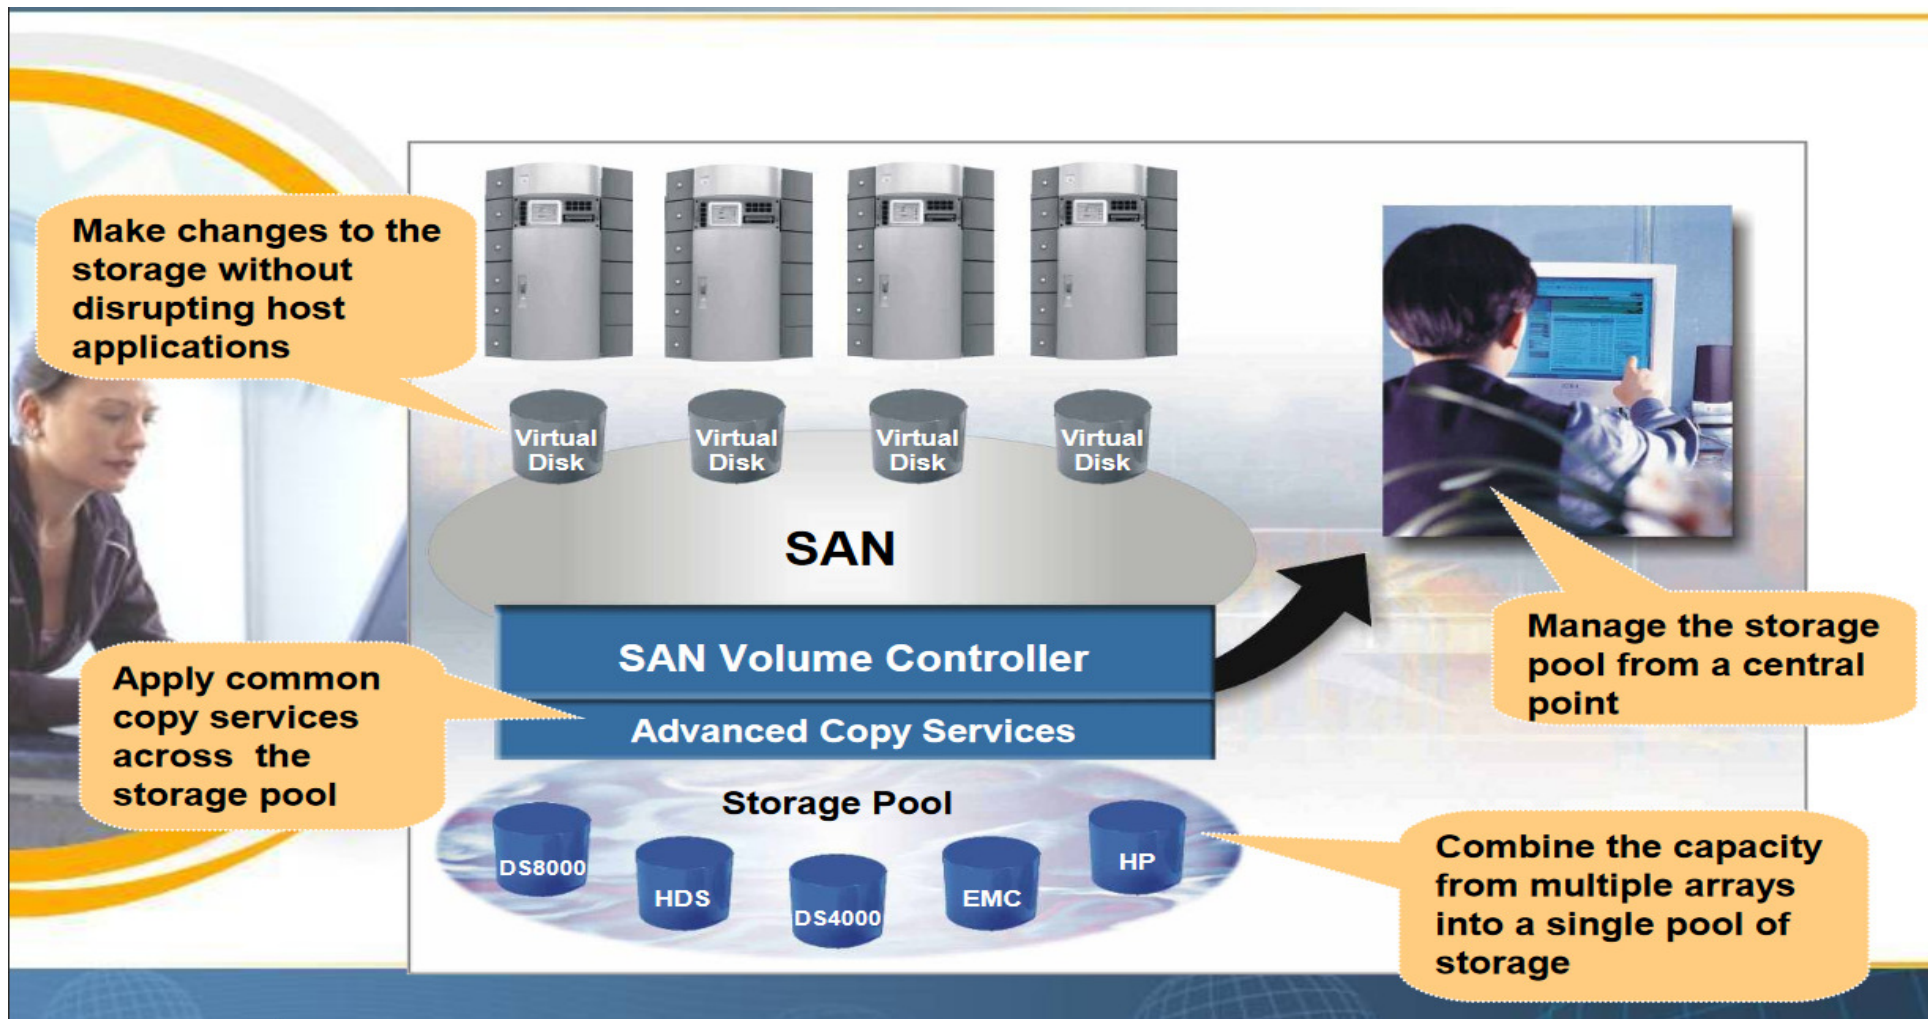 Make changes to the
storage without
disrupting host
applications
Virtual
Disk
Virtual
Disk
Virtual
Disk
Virtual
Disk
SAN
SAN Volume Controller
Advanced Copy Services
Apply common
copy services
across the
storage pool
Manage the storage
pool from a central
point
Storage Pool
DS8000
HDS
DS4000
EMC
HP
Combine the capacity
from multiple arrays
into a single pool of
storage